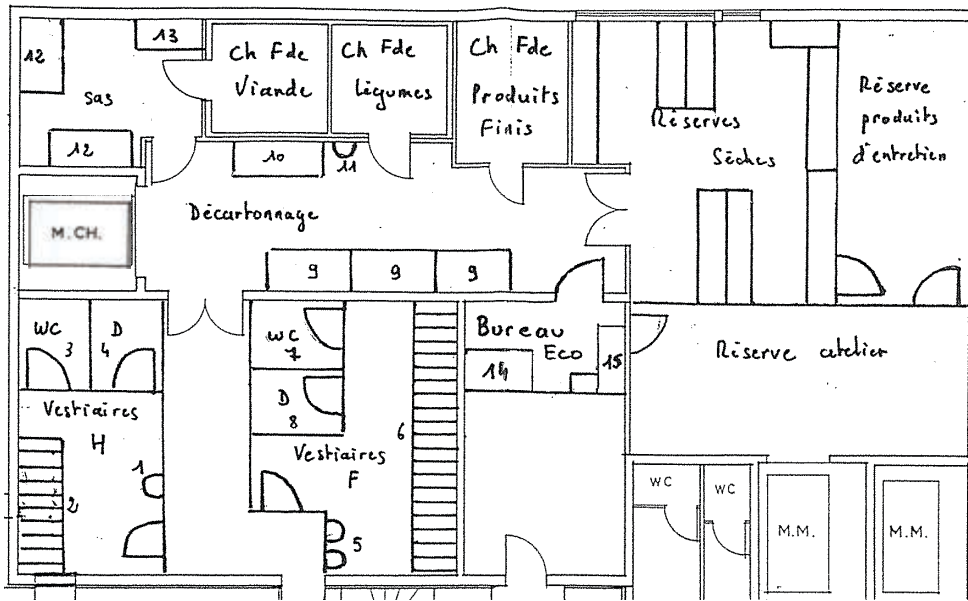 12
13
Sas
12
Ch Fde
Viande
Ch Fde
Légumes
Ch Fde
Produits
Finis
Réserves
Sèches
Réserve
produits
d'entretien
10
11
M.CH.
Décartonnage
9
9
9
WC
3
D
4
WC
7
D
8
Bureau
Eco
14
15
Réserve atelier
Vestiaires
H
1
2
Vestiaires
F
6
5
WC
WC
M.M.
M.M.